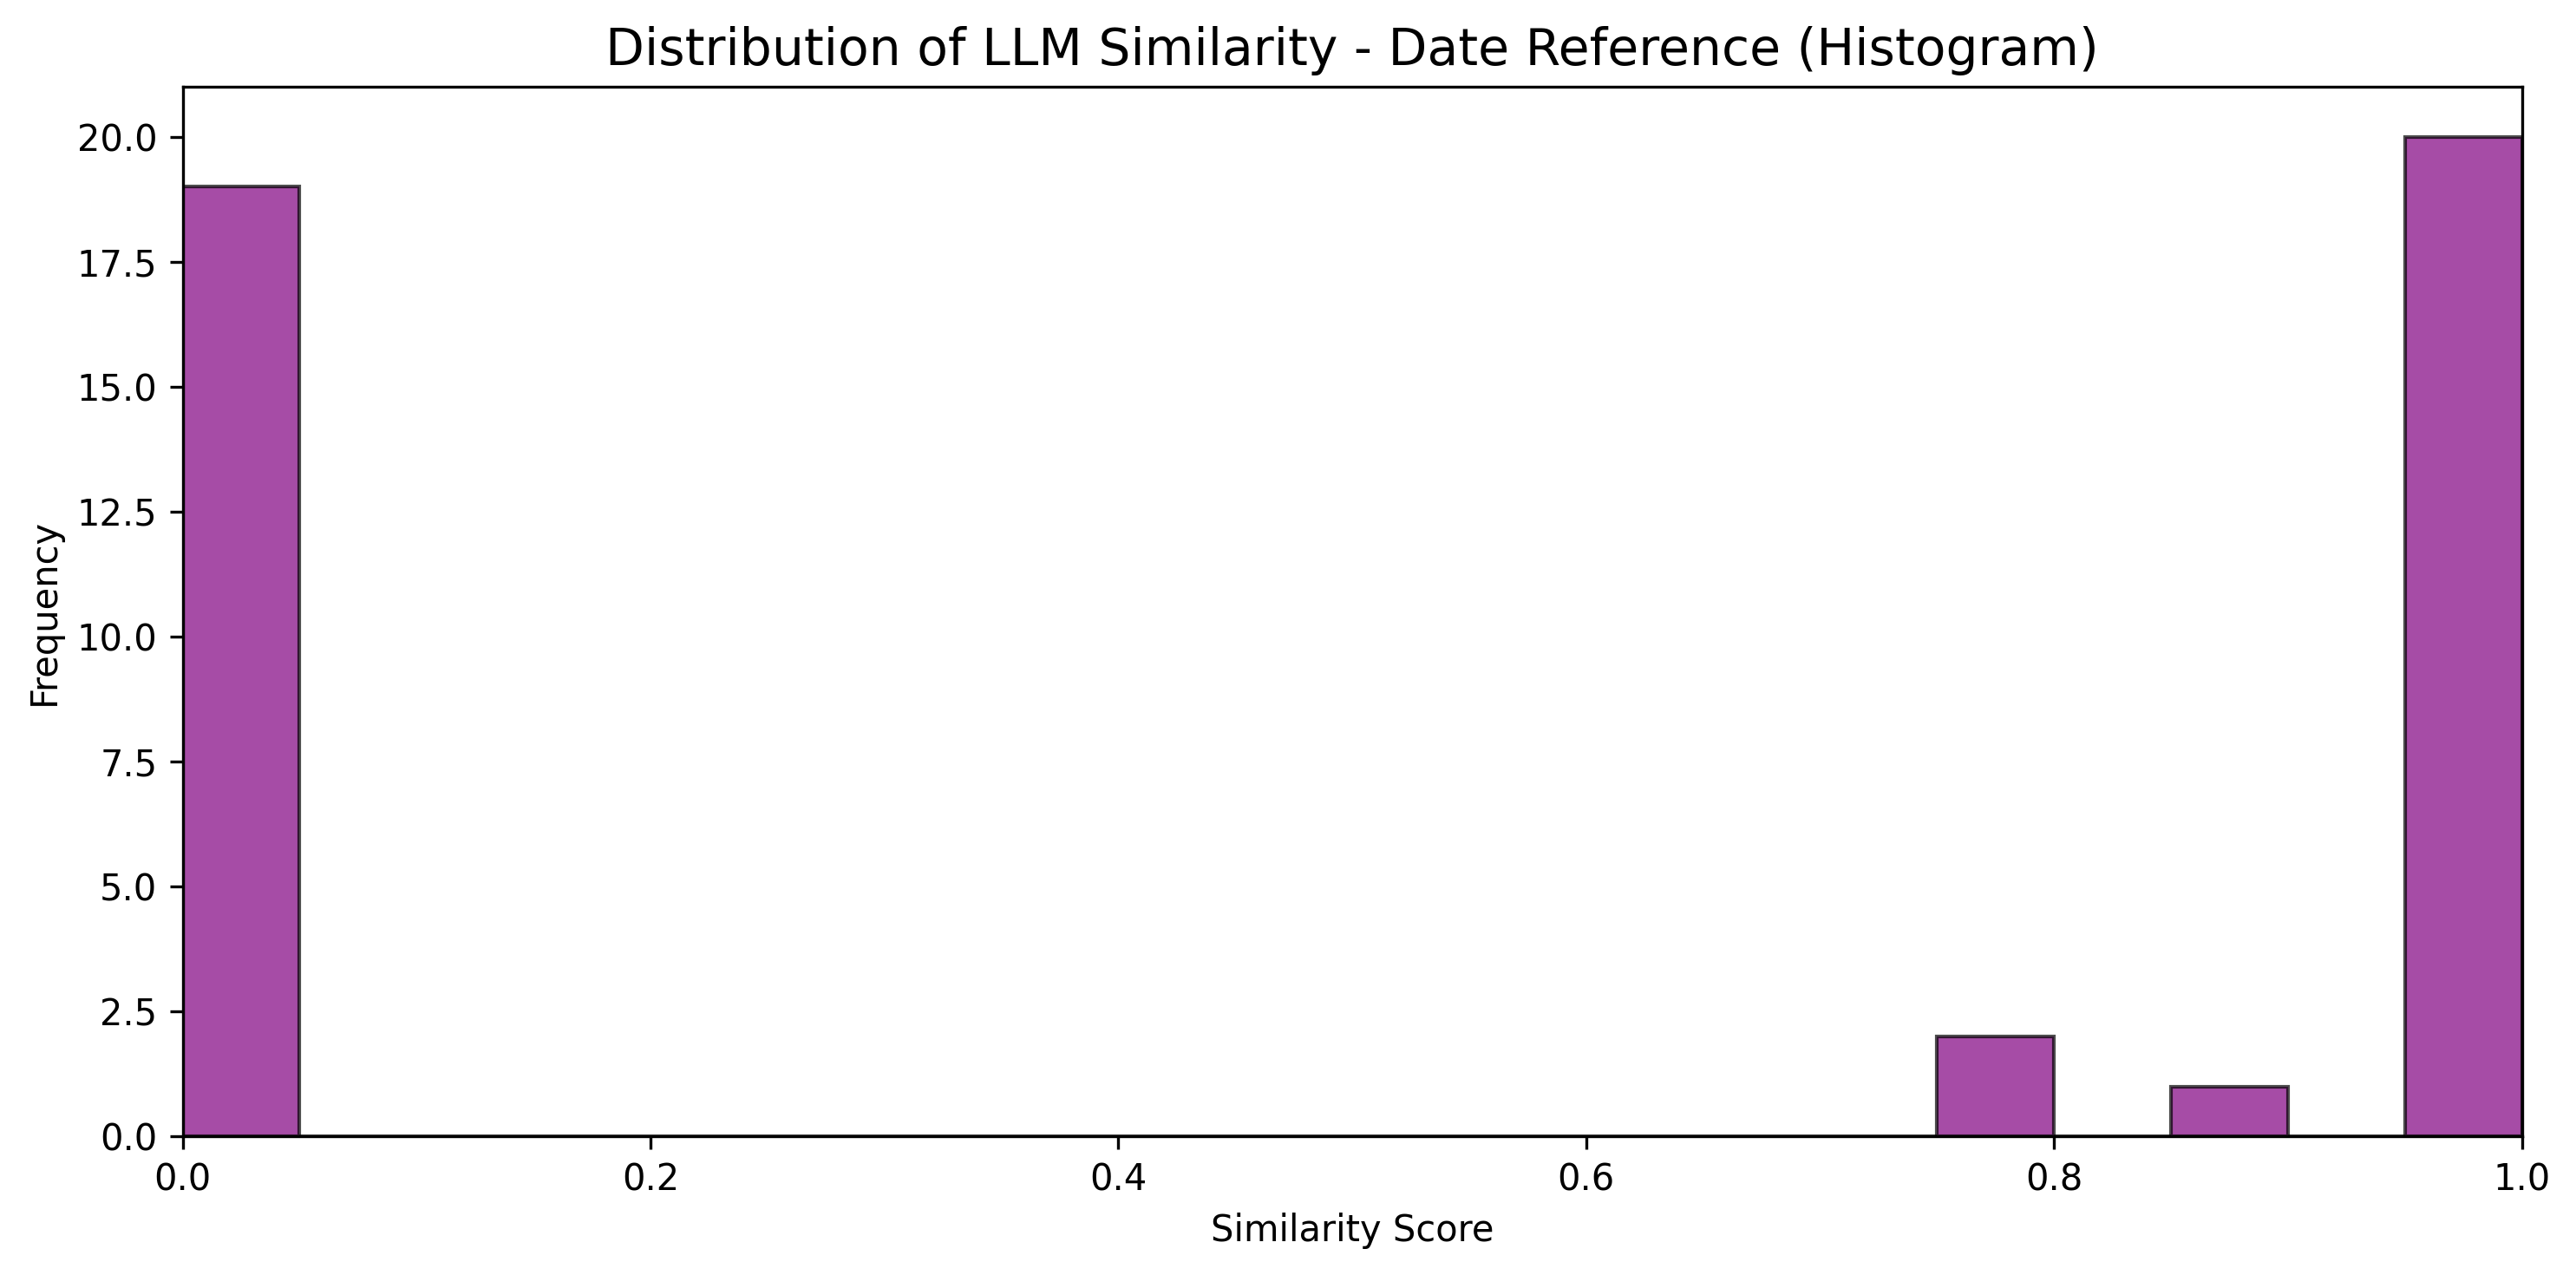 Distribution of LLM Similarity - Date Reference (Histogram)
20.0
17.5
15.0
12.5
10.0
7.5
5.0
2.5
0.0
Frequency
0.0 0.2 0.4 0.6 0.8 1.0
Similarity Score